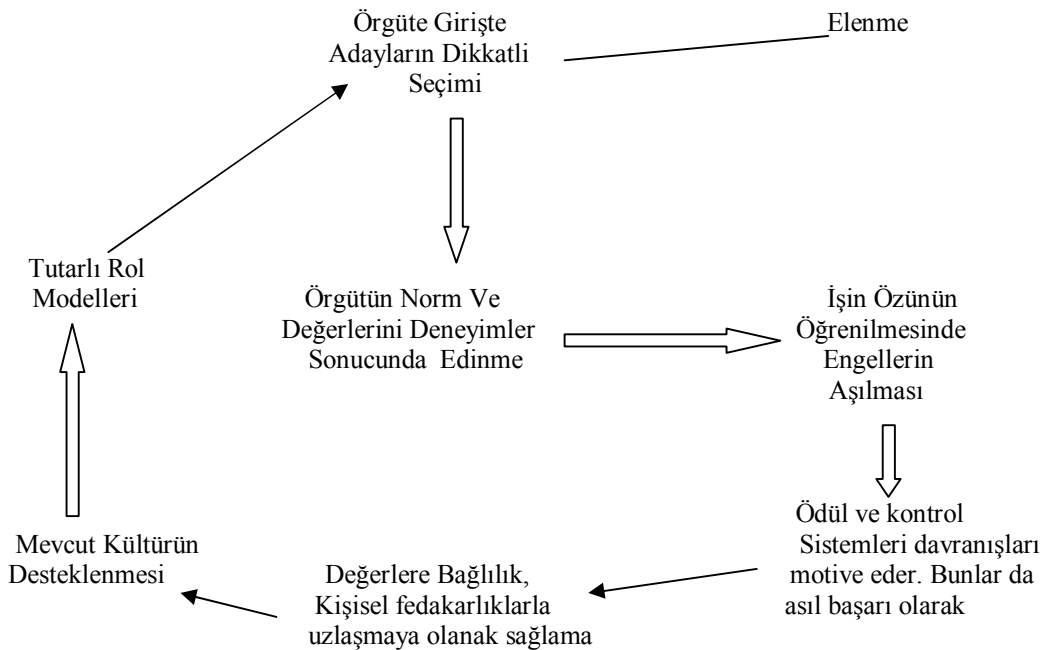 Örgüte Girişte
Adayların Dikkatli
Seçimi
Elenme
Tutarlı Rol
Modelleri
Örgütün Norm Ve
Değerlerini Deneyimler
Sonucunda Edinme
İşin Özünün
Öğrenilmesinde
Engellerin
Aşılması
Ödül ve kontrol
Sistemleri davranışları
motive eder. Bunlar da
asıl başarı olarak
Değerlere Bağlılık,
Kişisel fedakarlıklarla
uzlaşmaya olanak sağlama
Mevcut Kültürün
Desteklenmesi